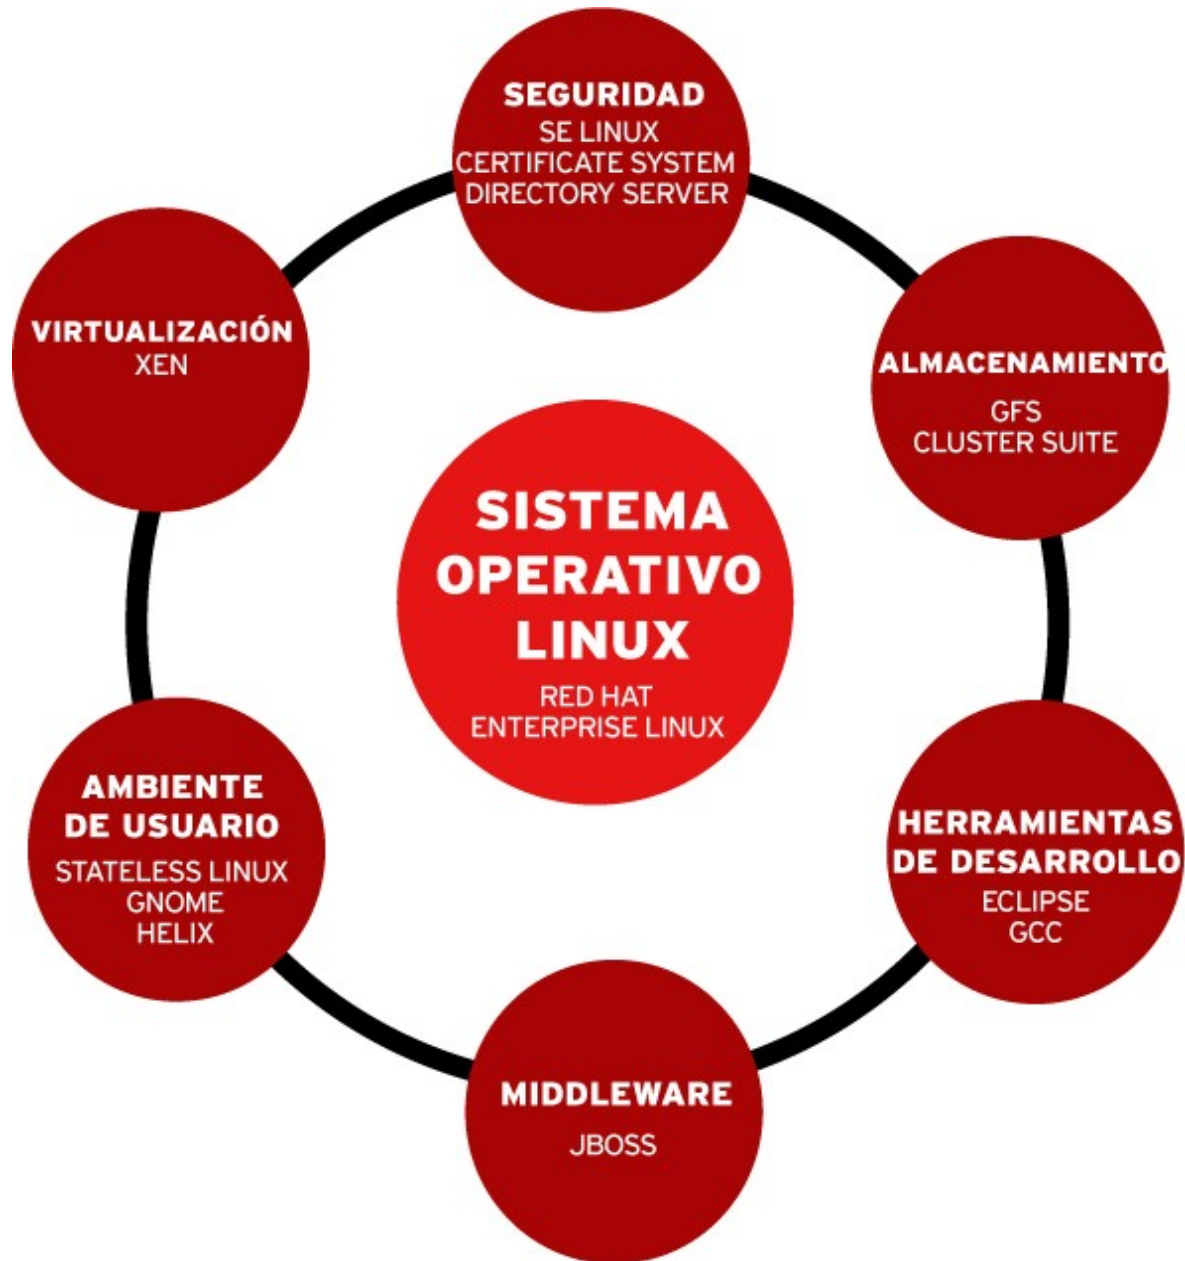 SEGURIDAD
SE LINUX
CERTIFICATE SYSTEM
DIRECTORY SERVER
VIRTUALIZACIÓN
XEN
ALMACENAMIENTO
GFS
CLUSTER SUITE
SISTEMA
OPERATIVO
LINUX
RED HAT
ENTERPRISE LINUX
AMBIENTE
DE USUARIO
STATELESS LINUX
GNOME
HELIX
HERRAMIENTAS
DE DESARROLLO
ECLIPSE
GCC
MIDDLEWARE
JBOSS